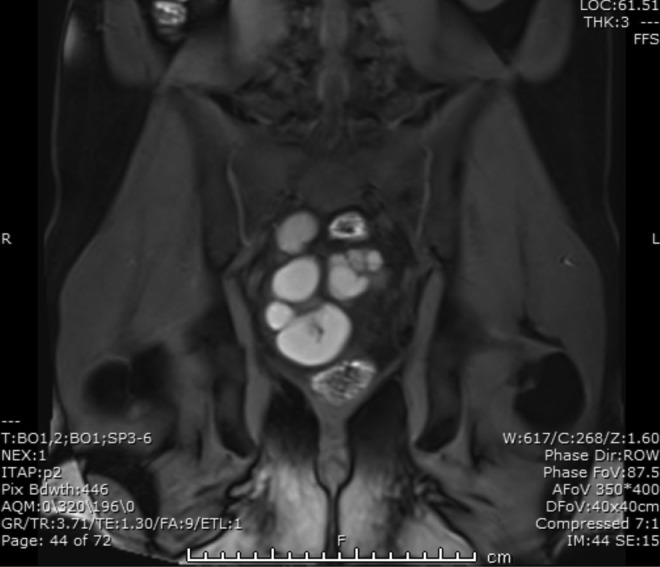 LOC:61.51
THK:3 ---
FFS
R
L
---
T:BO1,2;BO1;SP3-6
NEX:1
ITAP:p2
Pix Bdwth:446
AQM:0\320\196\0
GR/TR:3.71/TE:1.30/FA:9/ETL:1
Page: 44 of 72
W:617/C:268/Z:1.60
Phase Dir:ROW
Phase FoV:87.5
AFoV 350*400
DFoV:40x40cm
Compressed 7:1
IM:44 SE:15
F
cm